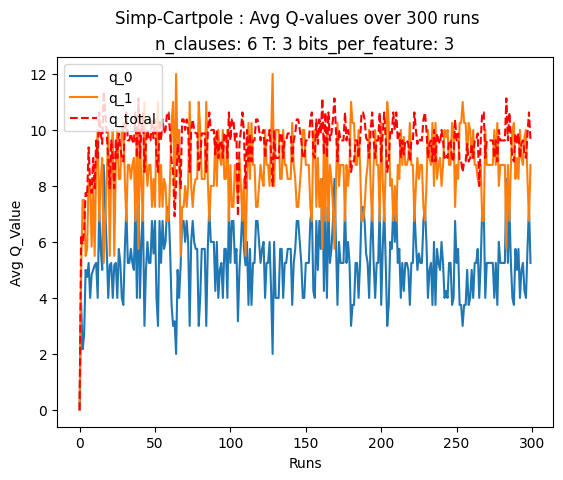 Simp-Cartpole : Avg Q-values over 300 runs
n_clauses: 6 T: 3 bits_per_feature: 3
q_0
q_1
q_total
12
10
8
6
4
2
0
Avg Q_Value
0
50
100
150
200
250
300
Runs